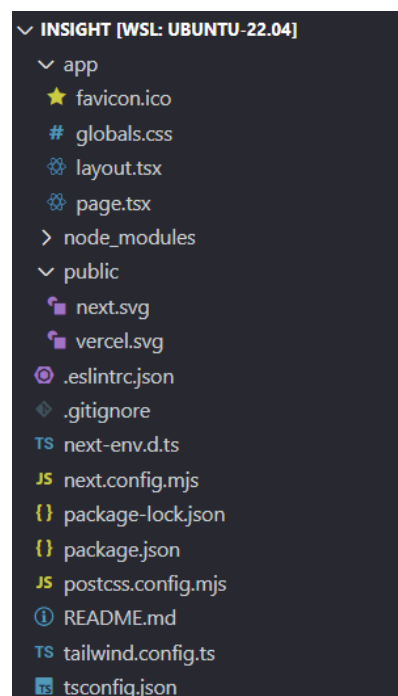 INSIGHT [WSL: UBUNTU-22.04]
app
favicon.ico
# globals.css
layout.tsx
page.tsx
node_modules
public
next.svg
vercel.svg
.eslintrc.json
.gitignore
TS next-env.d.ts
JS next.config.mjs
{} package-lock.json
{} package.json
JS postcss.config.mjs
README.md
TS tailwind.config.ts
TS tsconfig.json